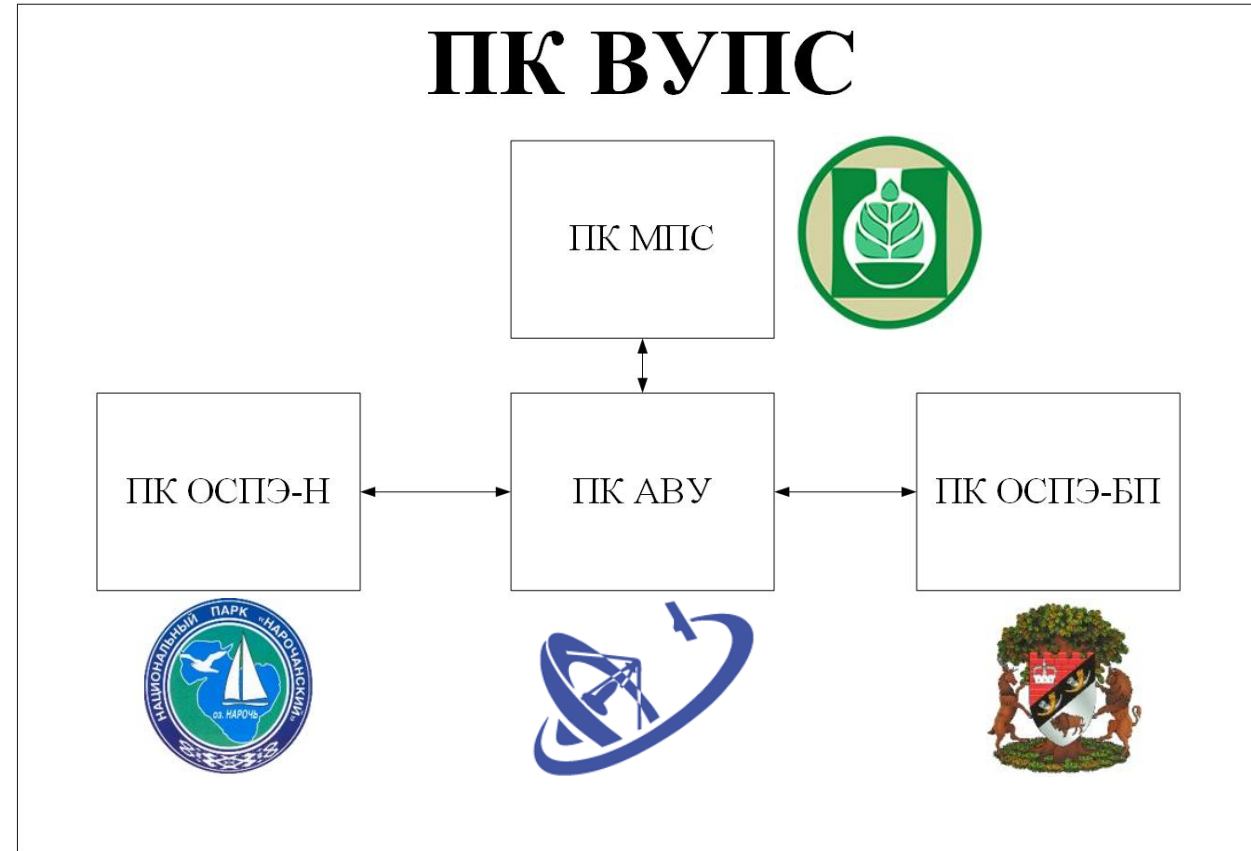 ПК ВУПС
ПК МПС
ПК ОСПЭ-Н
ПК АВУ
ПК ОСПЭ-БП
НАЦИОНАЛЬНЫЙ ПАРК «НАРОЧАНСКИЙ»
оз. НАРОЧЬ